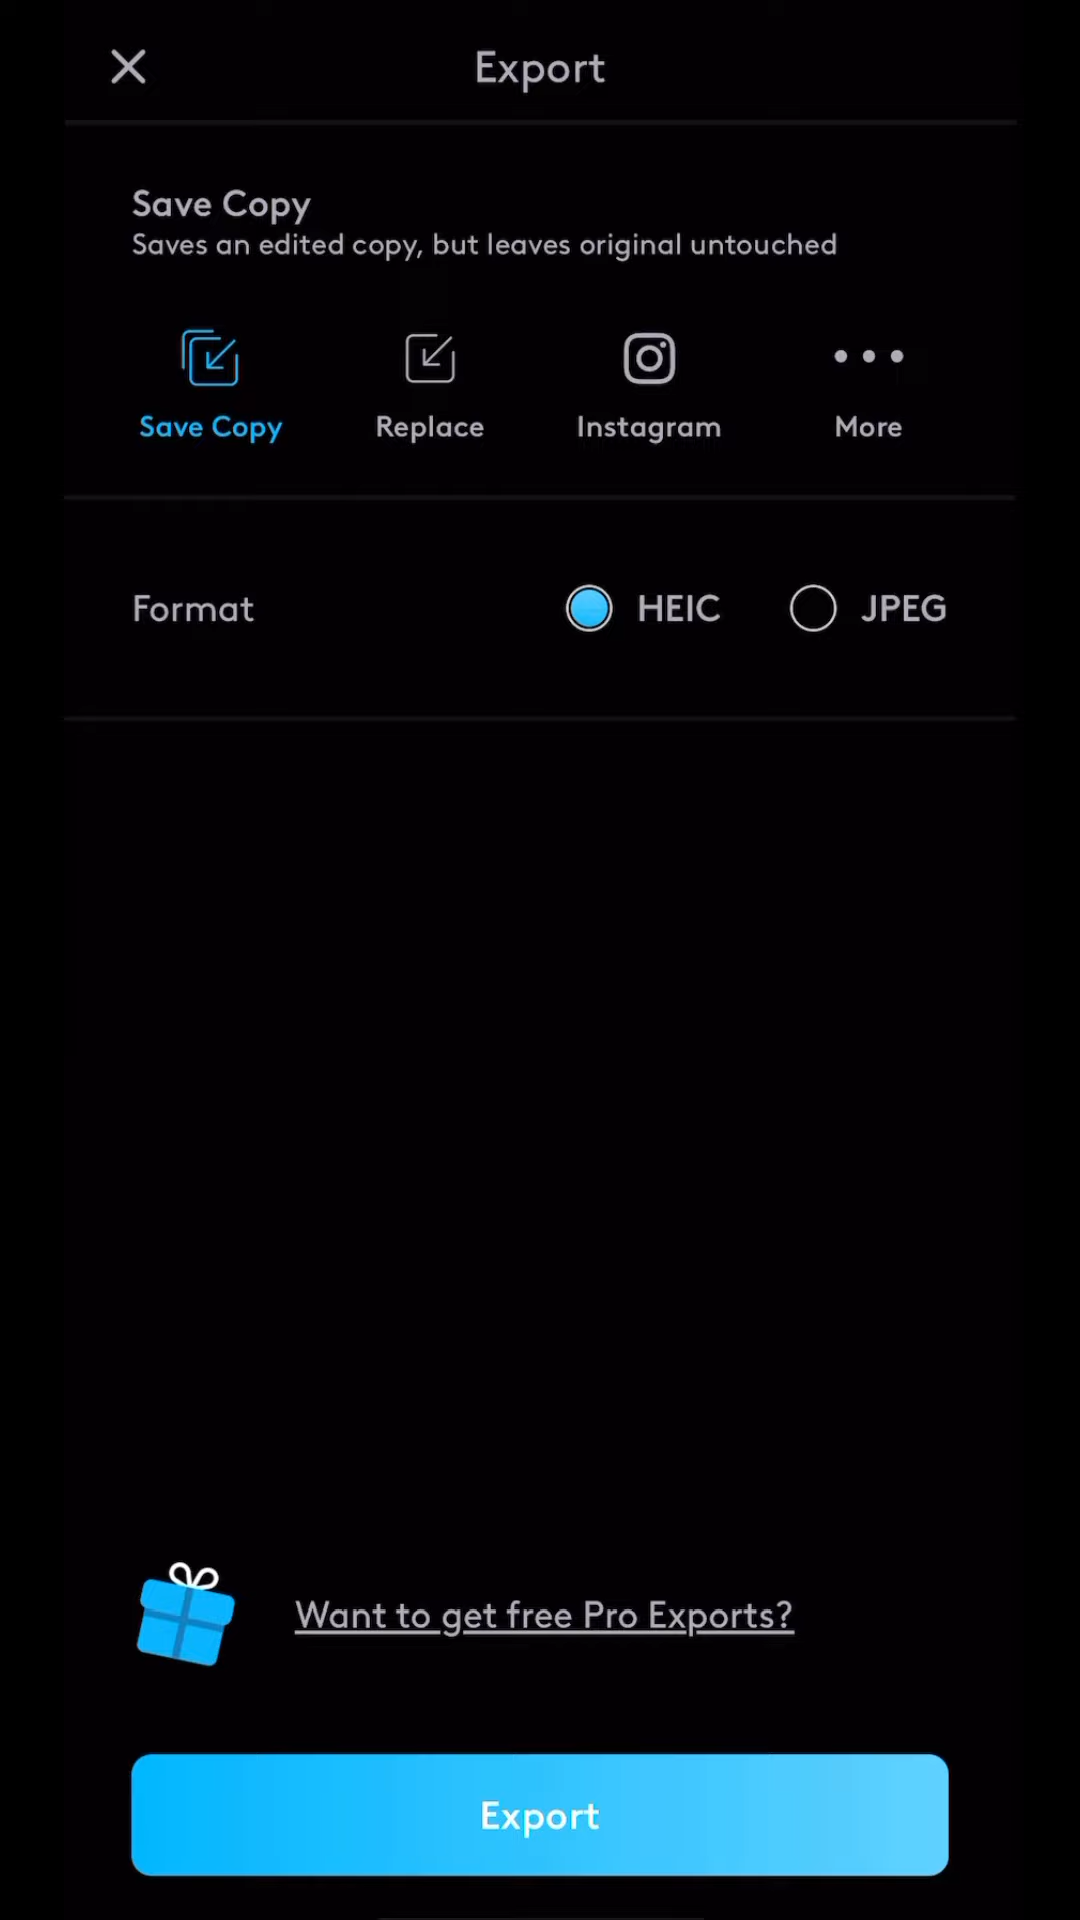 Export
Save Copy
Saves an edited copy, but leaves original untouched
Save Copy
Replace
Instagram
More
Format
HEIC
JPEG
Want to get free Pro Exports?
Export